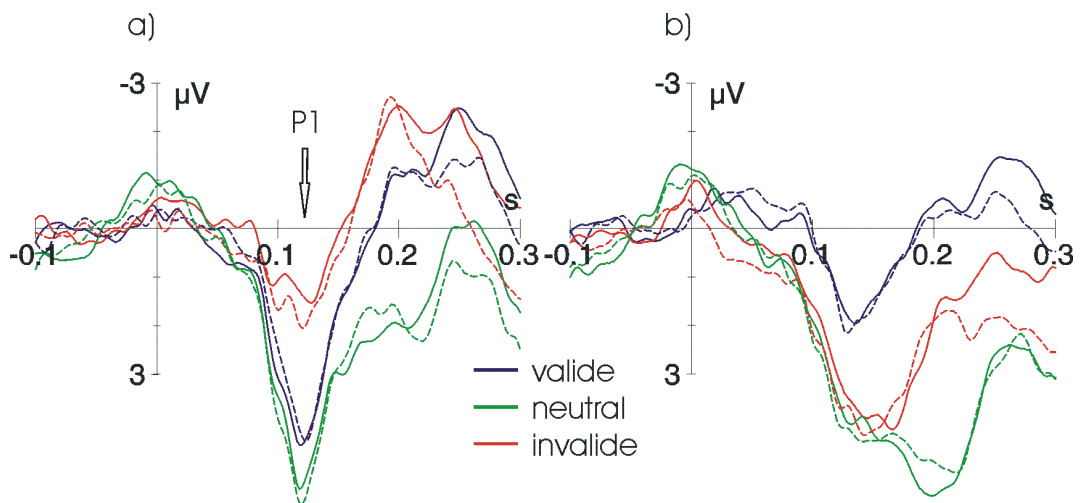 a)
b)
-3
µV
P1
s
-0.1
0.1
0.2
0.3
3
-3
µV
s
-0.1
0.1
0.2
0.3
3
valide
neutral
invalide